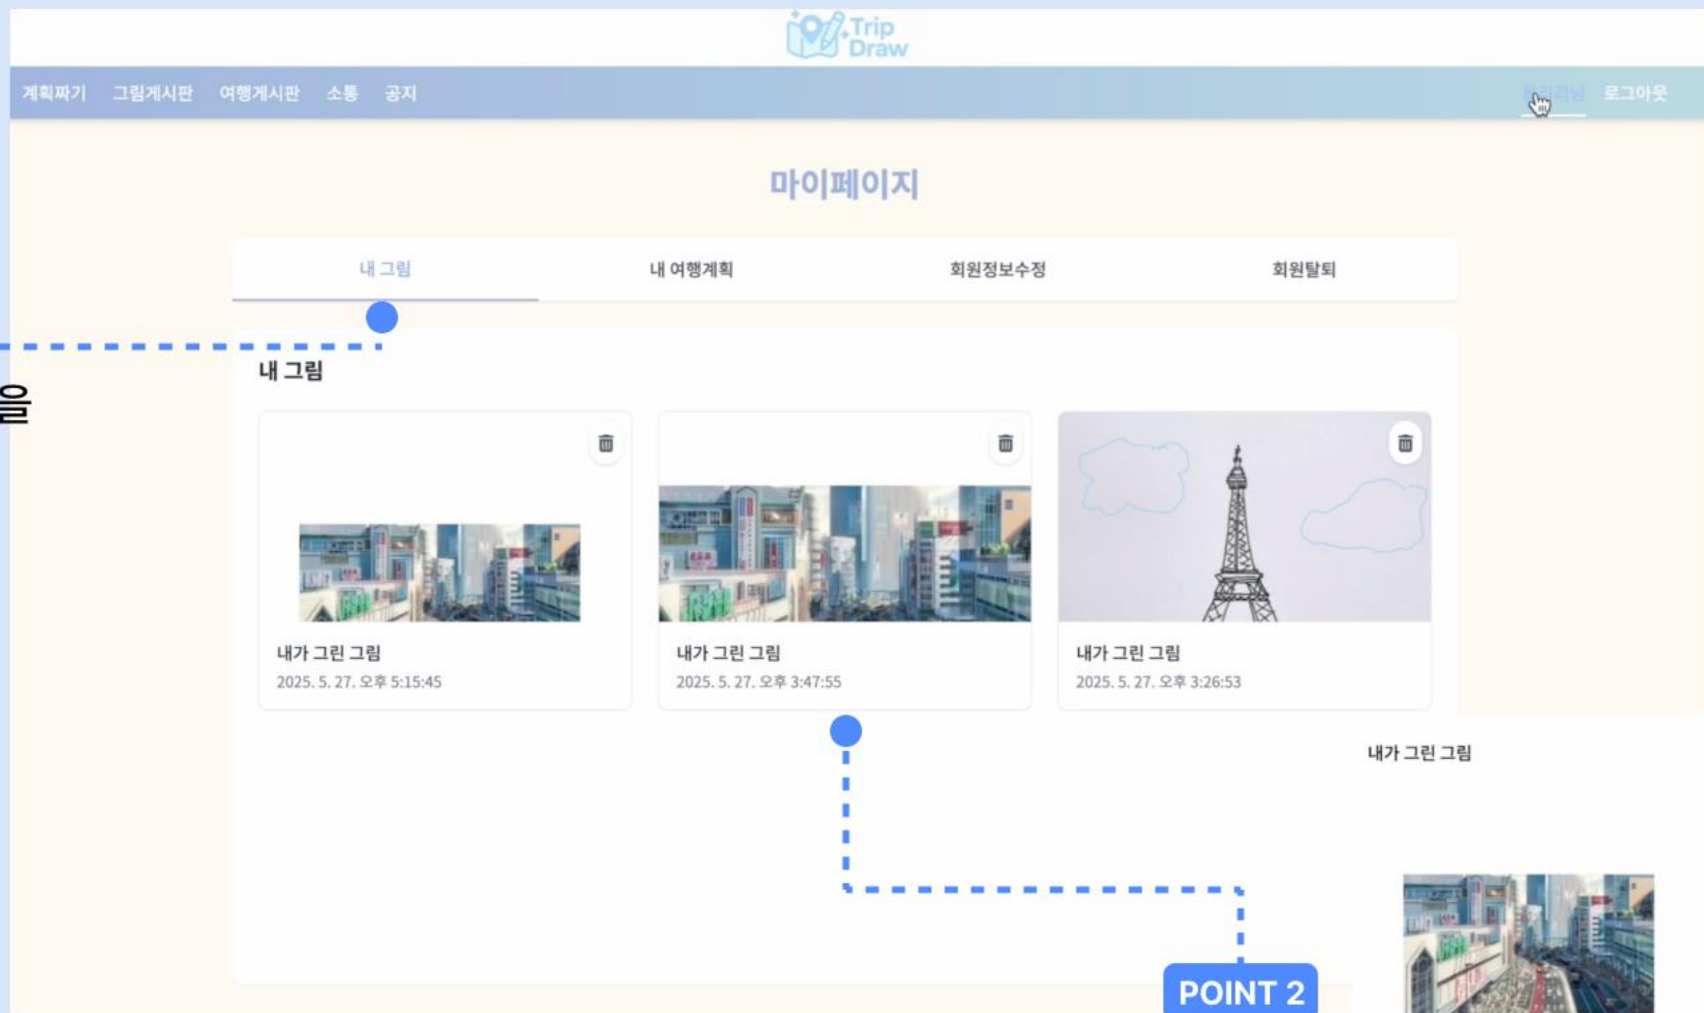 Trip
Draw
계획짜기 그림게시판 여행게시판 소통 공지
로그아웃
마이페이지
내 그림 내 여행계획 회원정보수정 회원탈퇴
을
내 그림
내가 그린 그림
2025. 5. 27. 오후 5:15:45
내가 그린 그림
2025. 5. 27. 오후 3:47:55
내가 그린 그림
2025. 5. 27. 오후 3:26:53
내가 그린 그림
POINT 2